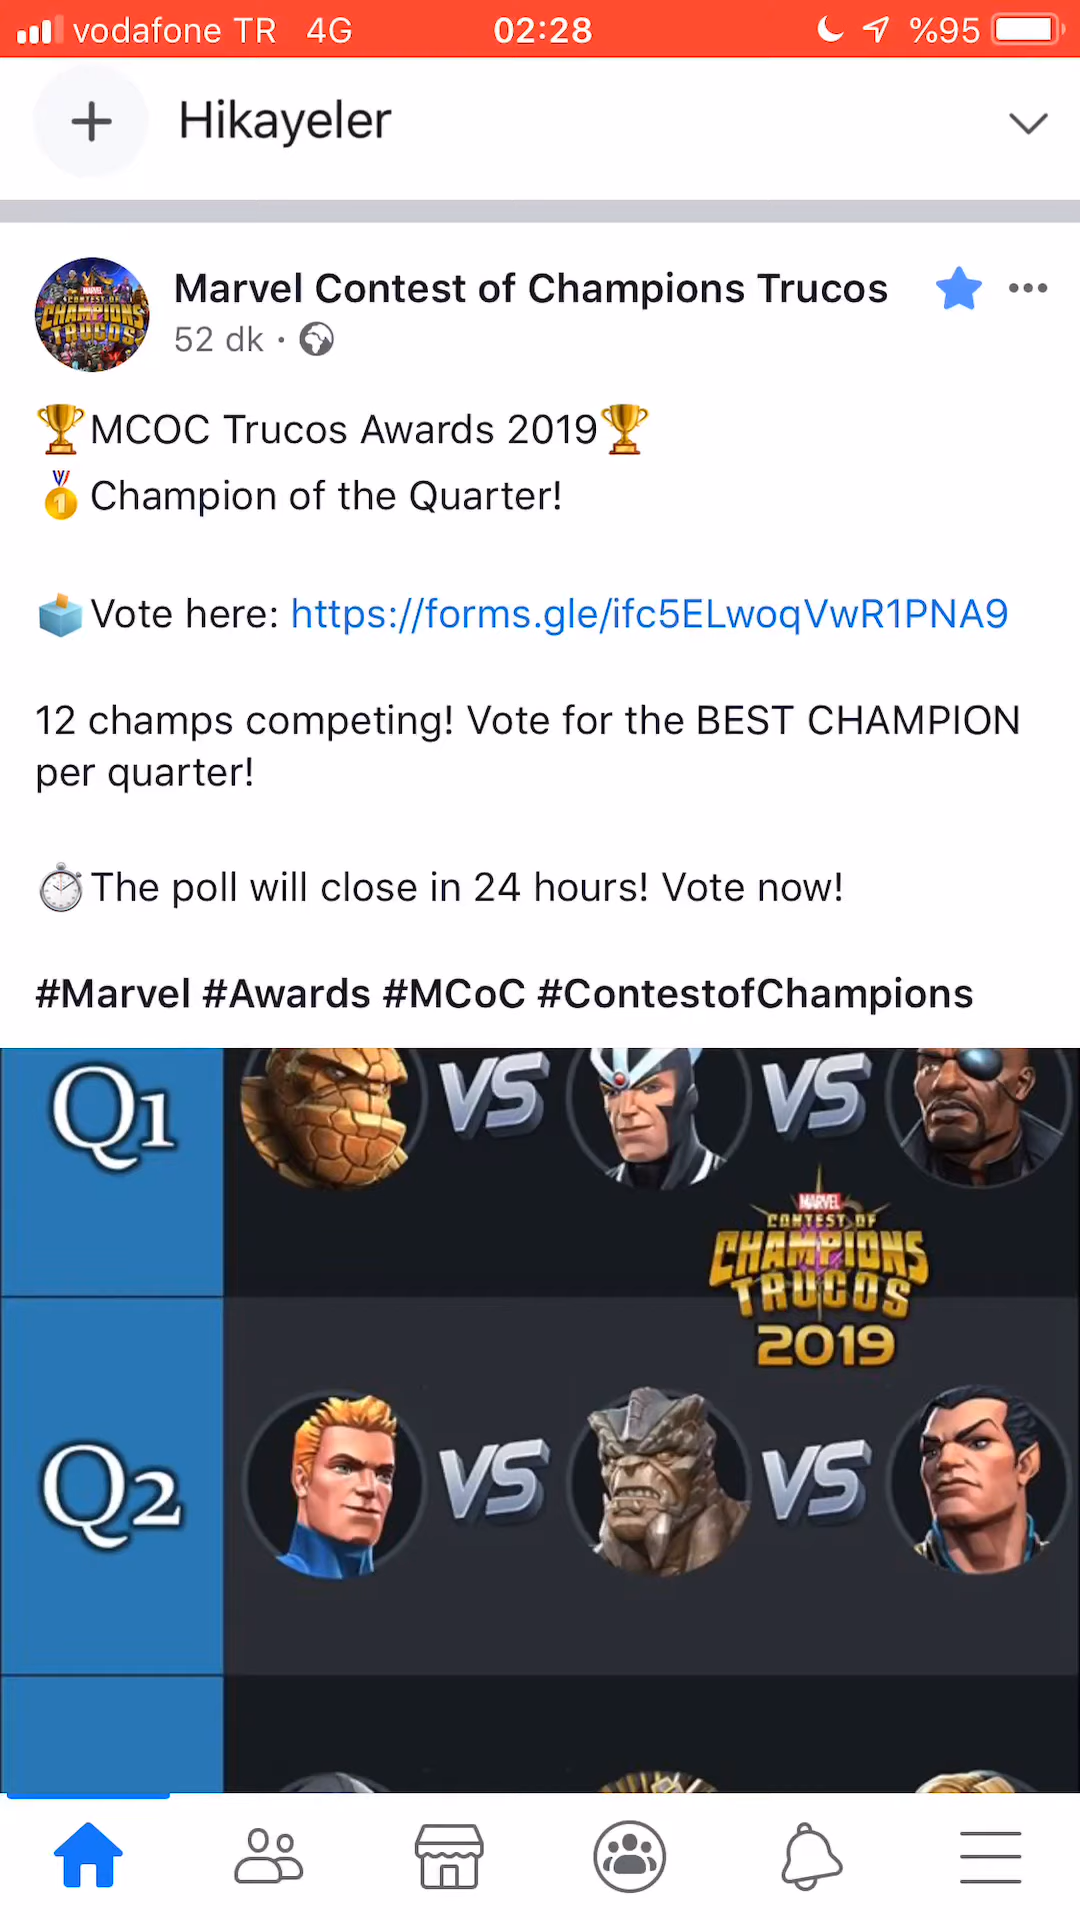 vodafone TR 4G 02:28 %95
Hikayeler
Marvel Contest of Champions Trucos
52 dk ·
MCOC Trucos Awards 2019
Champion of the Quarter!
Vote here: https://forms.gle/ifc5ELwoqVwR1PNA9
12 champs competing! Vote for the BEST CHAMPION
per quarter!
The poll will close in 24 hours! Vote now!
#Marvel #Awards #MCoC #ContestofChampions
Q1 VS VS
MARVEL
CONTEST OF
CHAMPIONS
TRUCOS
2019
Q2 VS VS